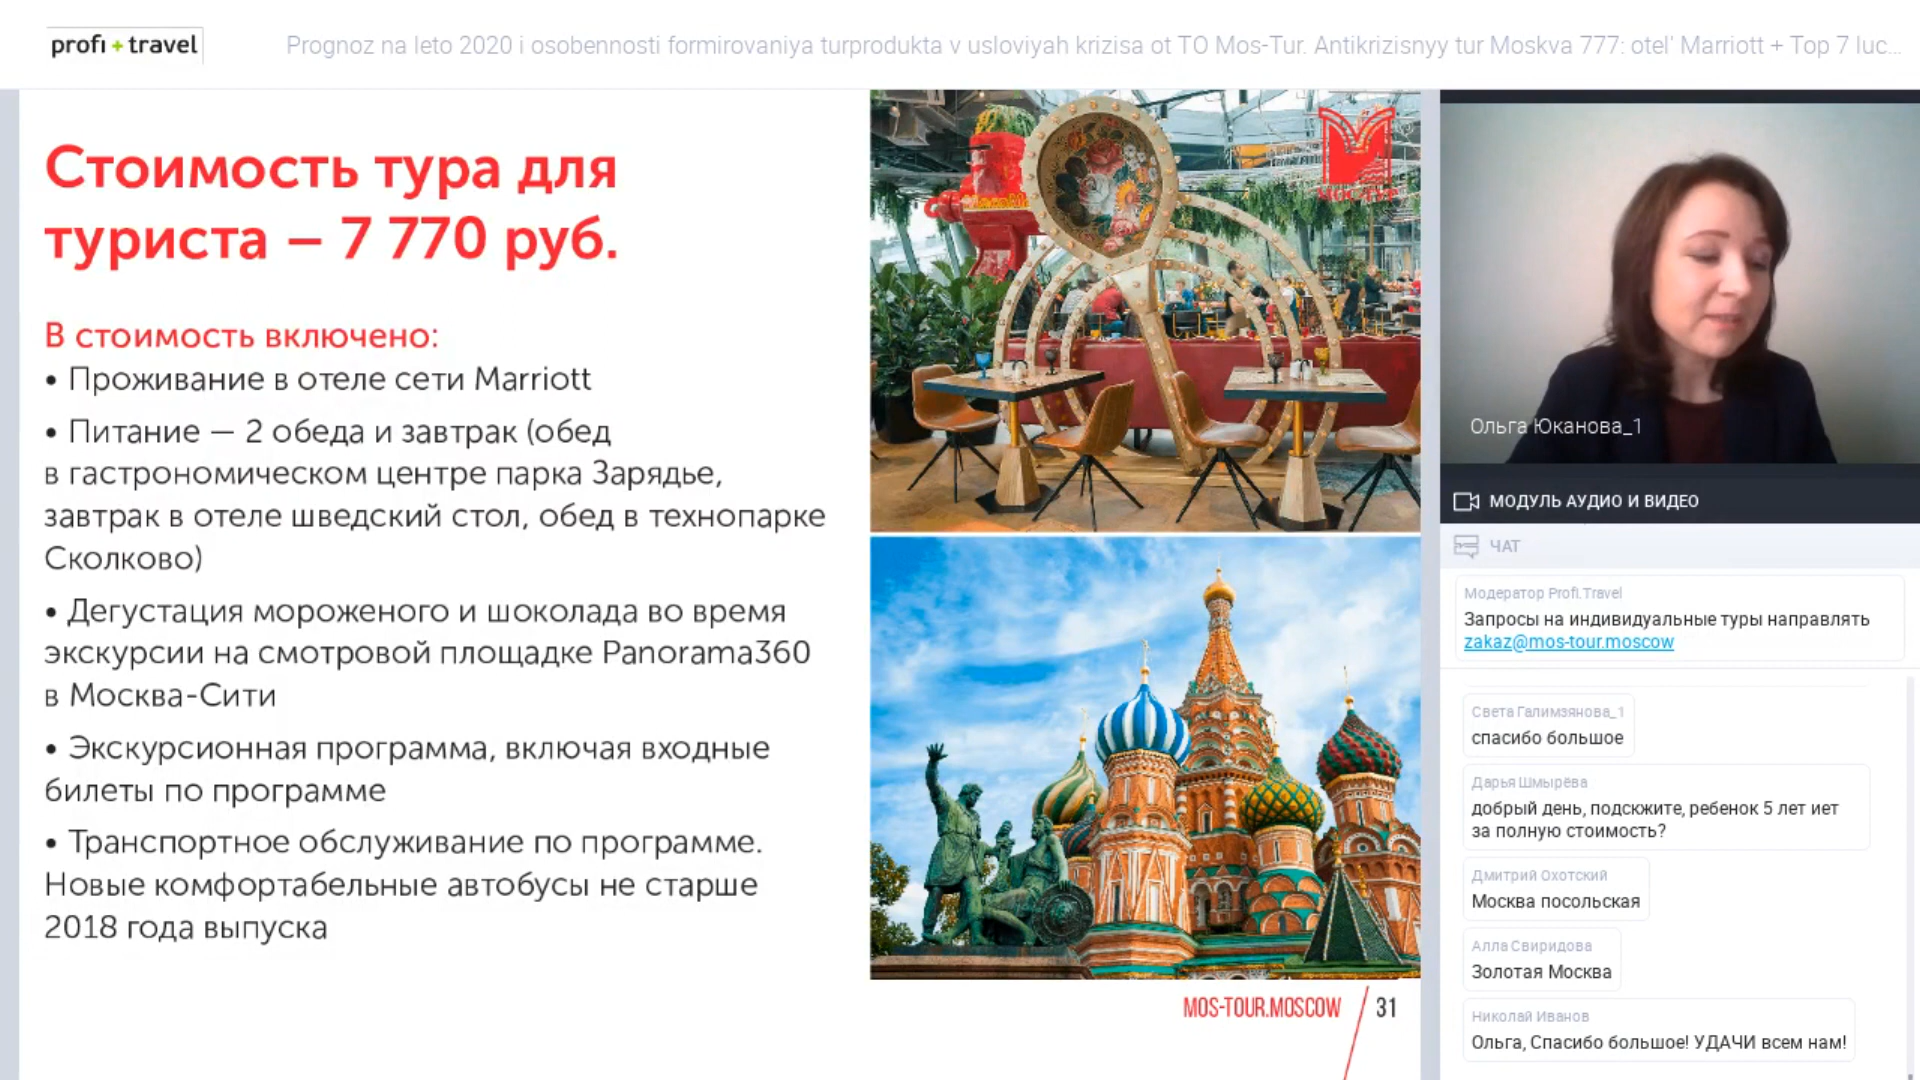 profi + travel
Prognoz na leto 2020 i osobennosti formirovaniya turprodukta v usloviyah krizisa ot TO Mos-Tur. Antikrizisnyy tur Moskva 777: otel' Marriott + Top 7 luc...
Стоимость тура для
туриста – 7 770 руб.
В стоимость включено:
• Проживание в отеле сети Marriott
• Питание — 2 обеда и завтрак (обед
в гастрономическом центре парка Зарядье,
завтрак в отеле шведский стол, обед в технопарке
Сколково)
• Дегустация мороженого и шоколада во время
экскурсии на смотровой площадке Panorama360
в Москва-Сити
• Экскурсионная программа, включая входные
билеты по программе
• Транспортное обслуживание по программе.
Новые комфортабельные автобусы не старше
2018 года выпуска
MOS-TOUR.MOSCOW
31
Ольга Юканова_1
МОДУЛЬ АУДИО И ВИДЕО
ЧАТ
Модератор Profi.Travel
Запросы на индивидуальные туры направлять
zakaz@mos-tour.moscow
Света Галимзянова_1
спасибо большое
Дарья Шмырёва
добрый день, подскжите, ребенок 5 лет иет
за полную стоимость?
Дмитрий Охотский
Москва посольская
Алла Свиридова
Золотая Москва
Николай Иванов
Ольга, Спасибо большое! УДАЧИ всем нам!